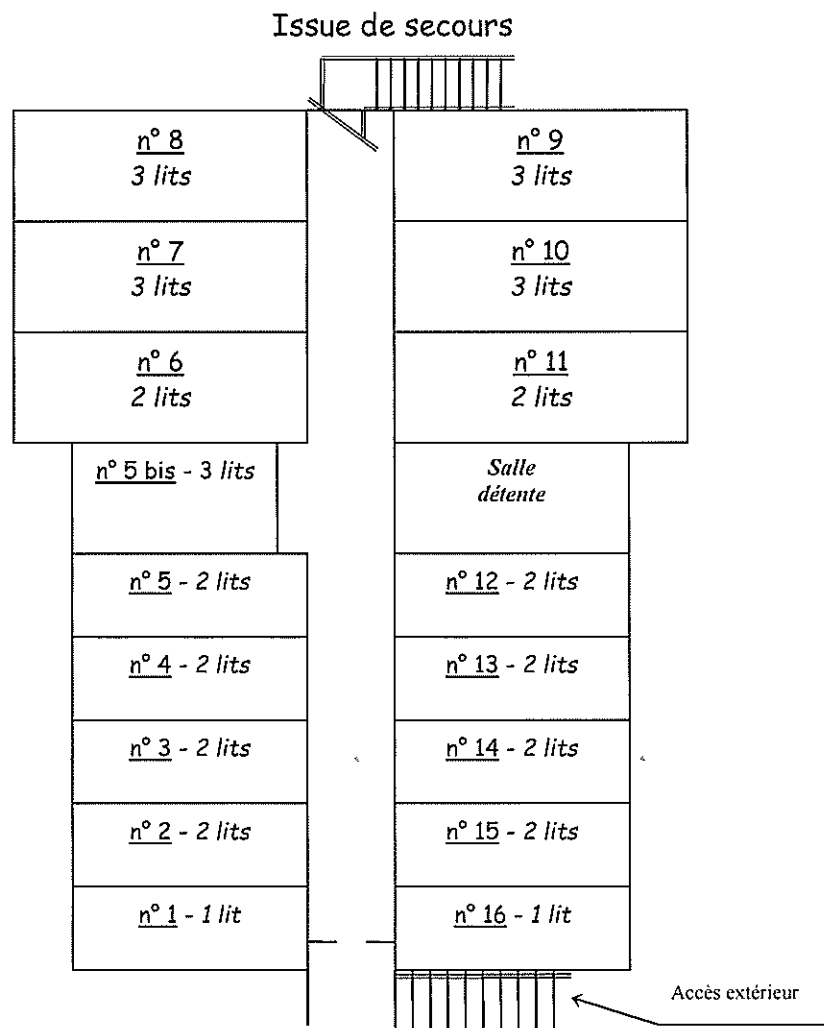 Issue de secours
n° 8
3 lits
n° 9
3 lits
n° 7
3 lits
n° 10
3 lits
n° 6
2 lits
n° 11
2 lits
n° 5 bis - 3 lits
Salle
détente
n° 5 - 2 lits
n° 12 - 2 lits
n° 4 - 2 lits
n° 13 - 2 lits
n° 3 - 2 lits
n° 14 - 2 lits
n° 2 - 2 lits
n° 15 - 2 lits
n° 1 - 1 lit
n° 16 - 1 lit
Accès extérieur